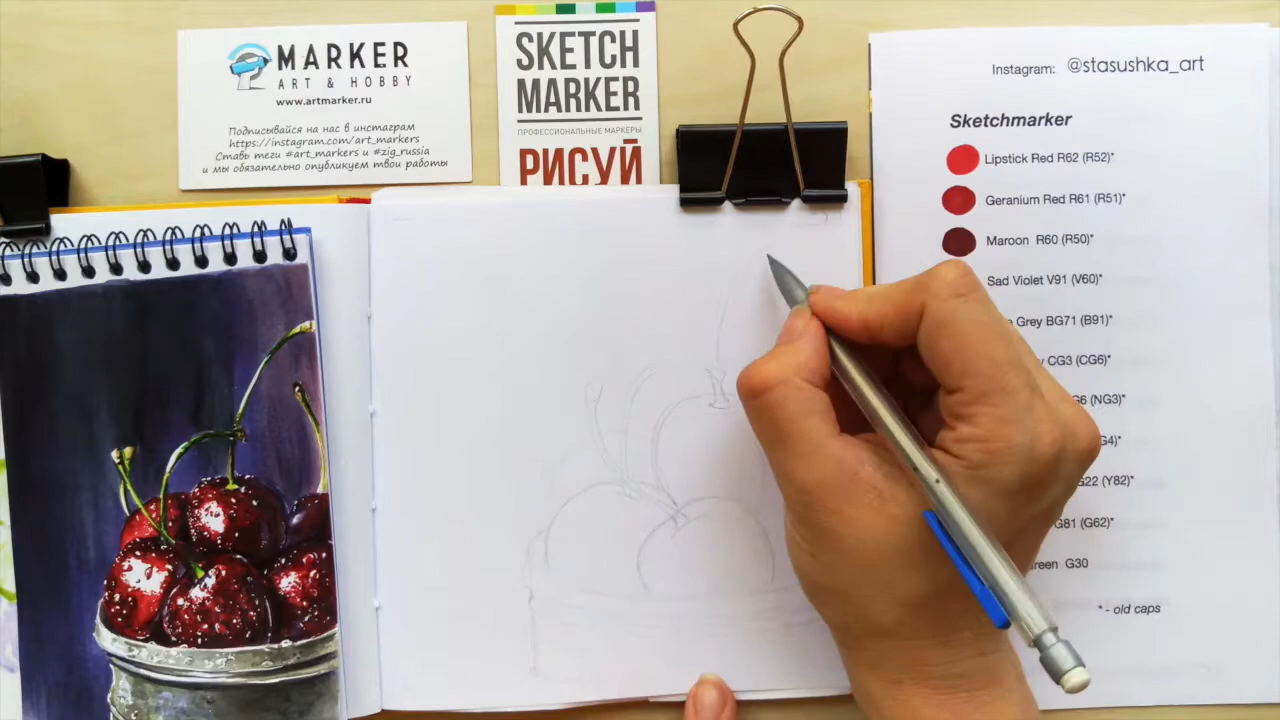 MARKER
ART & HOBBY
www.artmarker.ru
Подписывайся на нас в инстаграм
https://instagram.com/art_markers
Ставь теги #art_markers и #zig_russia
и мы обязательно опубликуем твои работы
SKETCH
MARKER
ПРОФЕССИОНАЛЬНЫЕ МАРКЕРЫ
РИСУЙ
Instagram: @stasushka_art
Sketchmarker
Lipstick Red R62 (R52)*
Geranium Red R61 (R51)*
Maroon R60 (R50)*
Sad Violet V91 (V60)*
Grey BG71 (B91)*
CG3 (CG6)*
(NG3)*
G22 (Y82)*
G81 (G62)*
G30
* - old caps